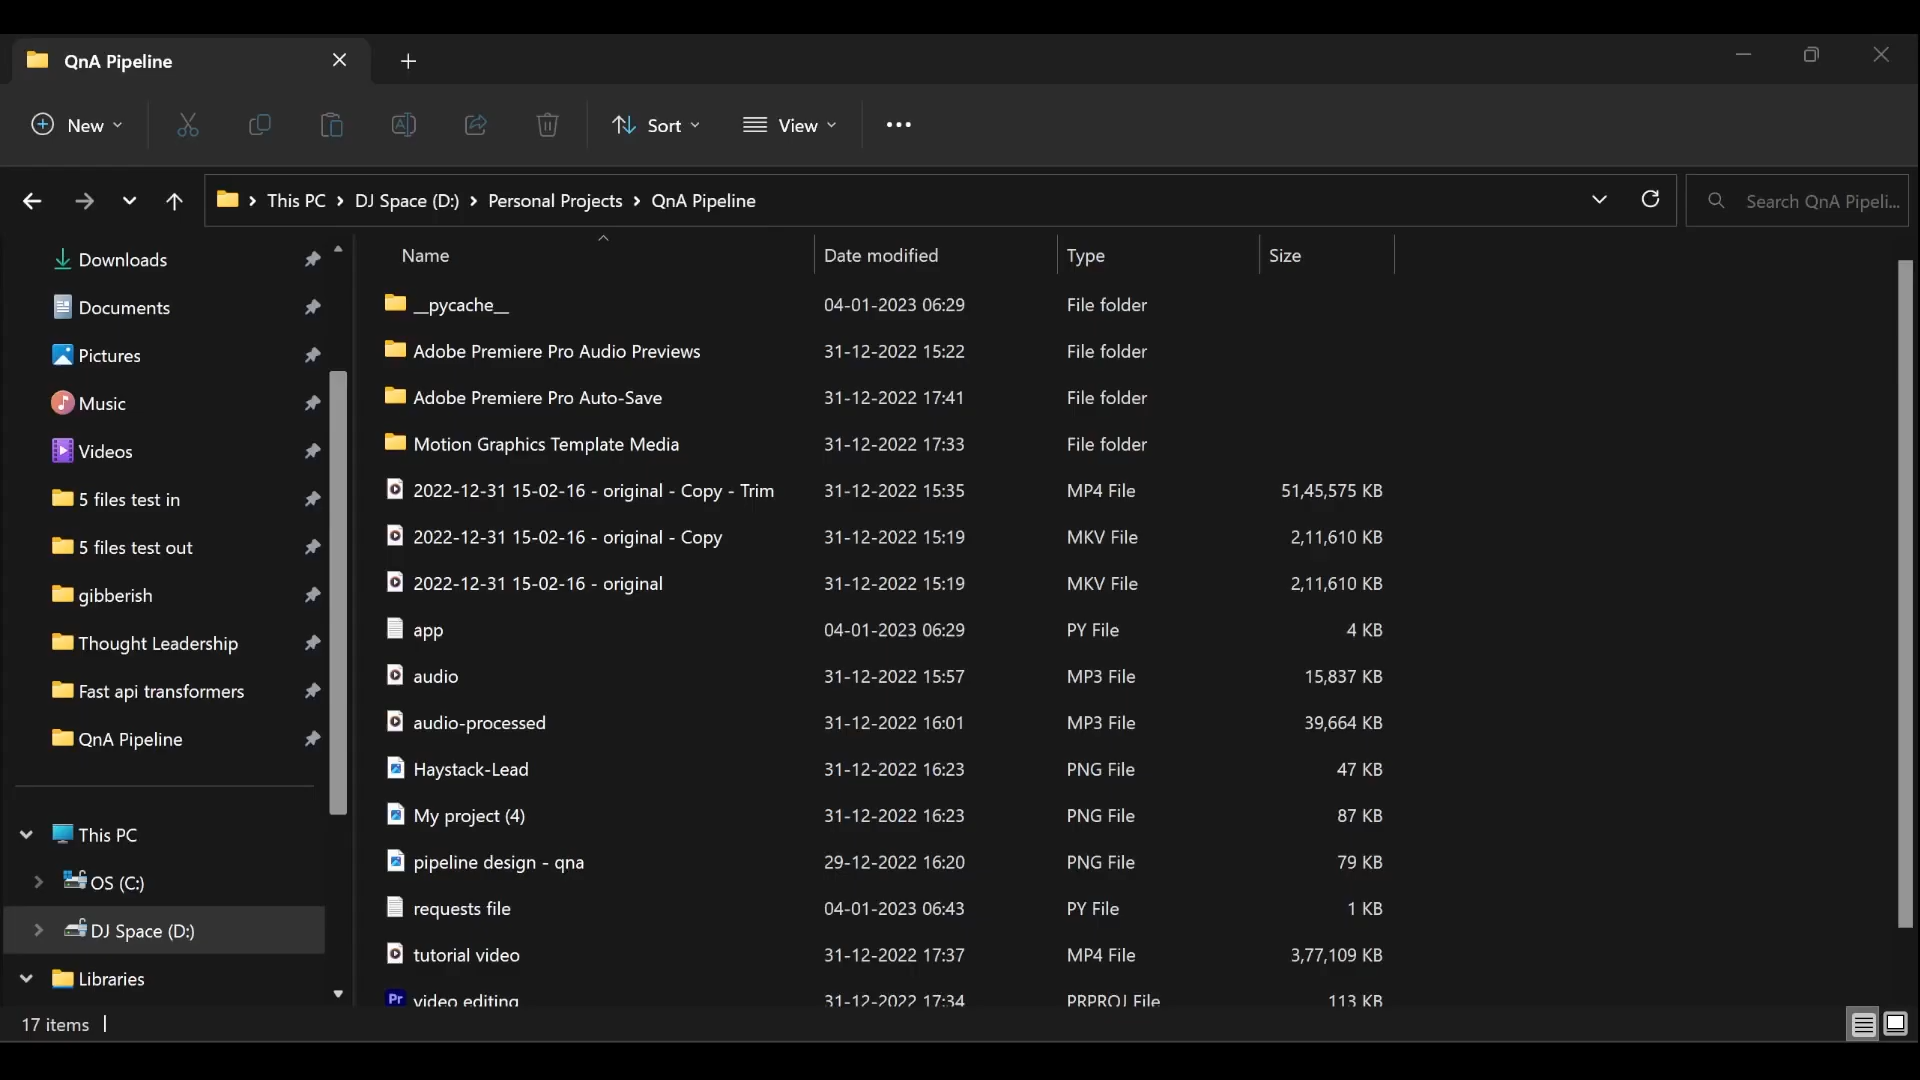 QnA Pipeline
New
Sort
View
This PC
DJ Space (D:)
Personal Projects
QnA Pipeline
Search QnA Pipeli...
Downloads
Documents
Pictures
Music
Videos
5 files test in
5 files test out
gibberish
Thought Leadership
Fast api transformers
QnA Pipeline
This PC
OS (C:)
DJ Space (D:)
Libraries
Name Date modified Type Size
__pycache__ 04-01-2023 06:29 File folder
Adobe Premiere Pro Audio Previews 31-12-2022 15:22 File folder
Adobe Premiere Pro Auto-Save 31-12-2022 17:41 File folder
Motion Graphics Template Media 31-12-2022 17:33 File folder
2022-12-31 15-02-16 - original - Copy - Trim 31-12-2022 15:35 MP4 File 51,45,575 KB
2022-12-31 15-02-16 - original - Copy 31-12-2022 15:19 MKV File 2,11,610 KB
2022-12-31 15-02-16 - original 31-12-2022 15:19 MKV File 2,11,610 KB
app 04-01-2023 06:29 PY File 4 KB
audio 31-12-2022 15:57 MP3 File 15,837 KB
audio-processed 31-12-2022 16:01 MP3 File 39,664 KB
Haystack-Lead 31-12-2022 16:23 PNG File 47 KB
My project (4) 31-12-2022 16:23 PNG File 87 KB
pipeline design - qna 29-12-2022 16:20 PNG File 79 KB
requests file 04-01-2023 06:43 PY File 1 KB
tutorial video 31-12-2022 17:37 MP4 File 3,77,109 KB
Pr video editing 31-12-2022 17:34 PRPROJ File 113 KB
17 items